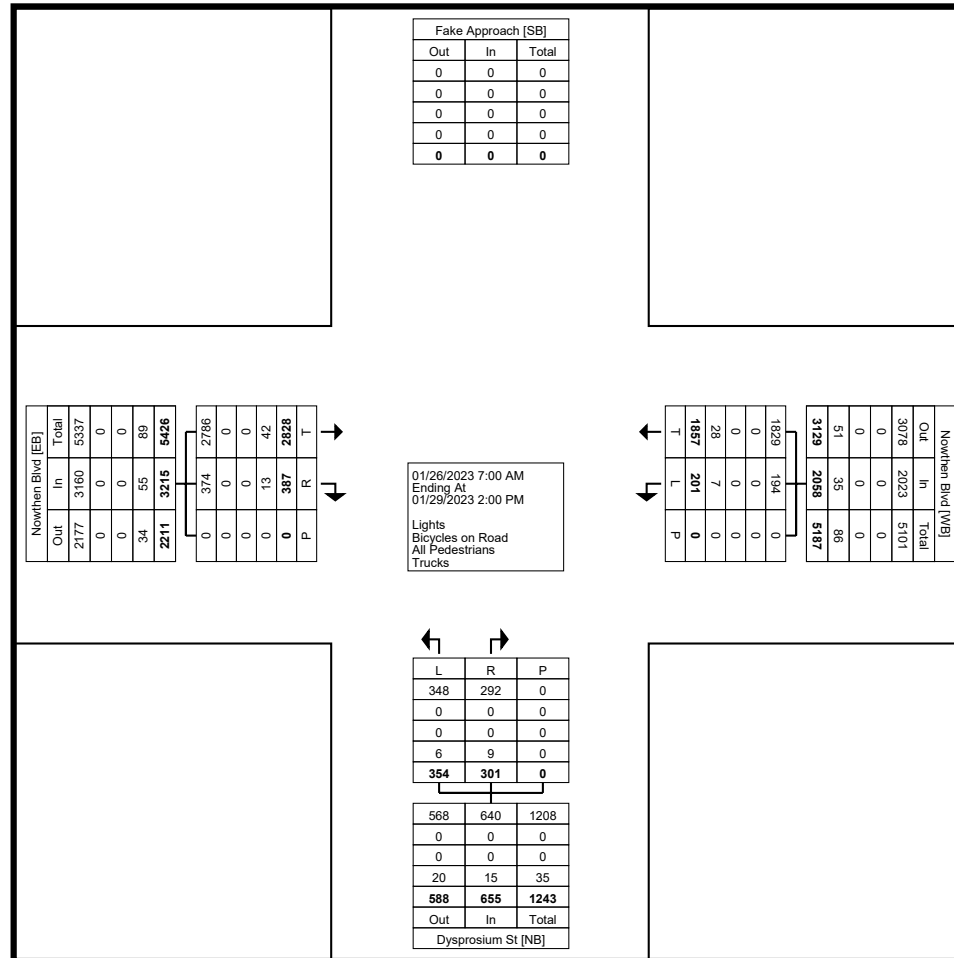 Fake Approach [SB]
Out In Total
0 0 0
0 0 0
0 0 0
0 0 0
0 0 0
Nowthen Blvd [EB]
Total In Out
5337 3160 2177
0 0 0
0 0 0
89 55 34
5426 3215 2211
2786 374 0
0 0 0
0 0 0
42 13 0
2828 387 0
T R P
01/26/2023 7:00 AM
Ending At
01/29/2023 2:00 PM
Lights
Bicycles on Road
All Pedestrians
Trucks
Nowthen Blvd [WB]
Out In Total
3078 2023 5101
0 0 0
0 0 0
51 35 86
3129 2058 5187
1829 194 0
0 0 0
0 0 0
28 7 0
1857 201 0
T L P
L R P
348 292 0
0 0 0
0 0 0
6 9 0
354 301 0
568 640 1208
0 0 0
0 0 0
20 15 35
588 655 1243
Out In Total
Dysprosium St [NB]